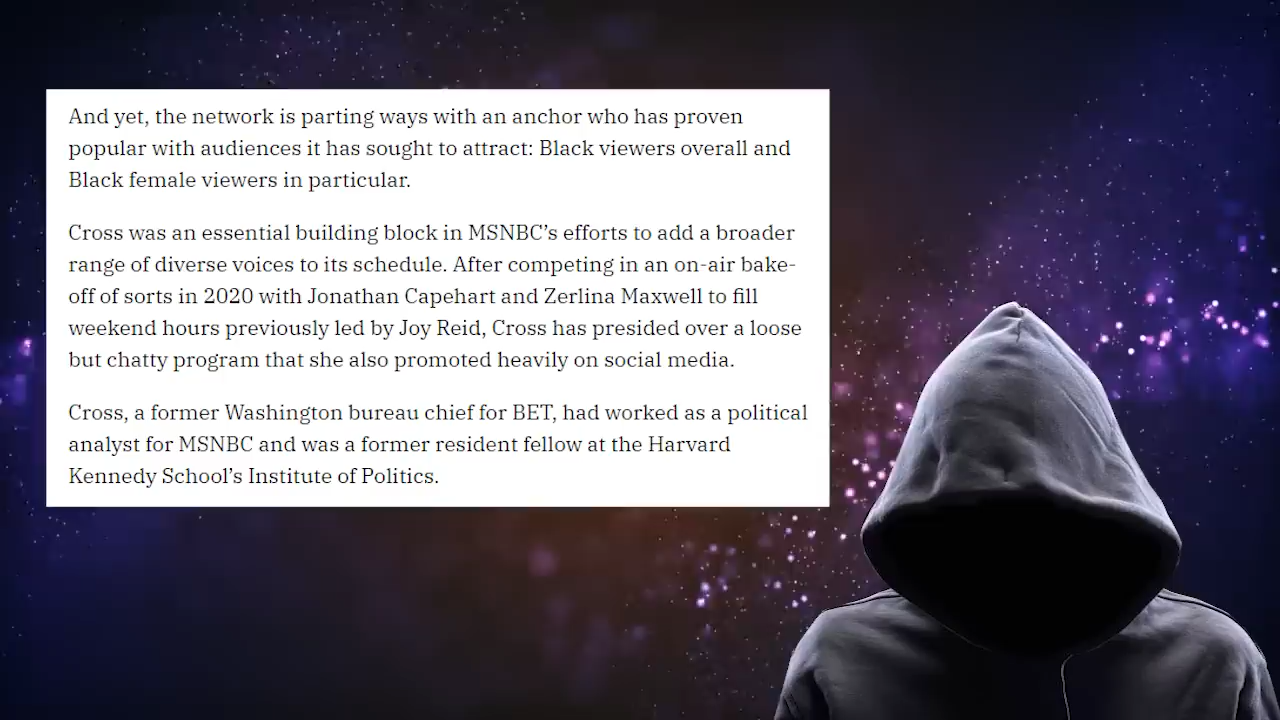 And yet, the network is parting ways with an anchor who has proven
popular with audiences it has sought to attract: Black viewers overall and
Black female viewers in particular.
Cross was an essential building block in MSNBC’s efforts to add a broader
range of diverse voices to its schedule. After competing in an on-air bake-
off of sorts in 2020 with Jonathan Capehart and Zerlina Maxwell to fill
weekend hours previously led by Joy Reid, Cross has presided over a loose
but chatty program that she also promoted heavily on social media.
Cross, a former Washington bureau chief for BET, had worked as a political
analyst for MSNBC and was a former resident fellow at the Harvard
Kennedy School’s Institute of Politics.